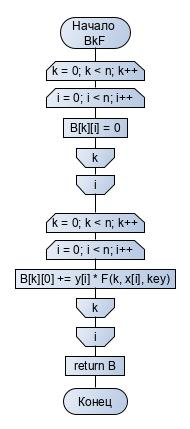 Начало
BkF
k = 0; k < n; k++
i = 0; i < n; i++
B[k][i] = 0
k
i
k = 0; k < n; k++
i = 0; i < n; i++
B[k][0] += y[i] * F(k, x[i], key)
k
i
return B
Конец